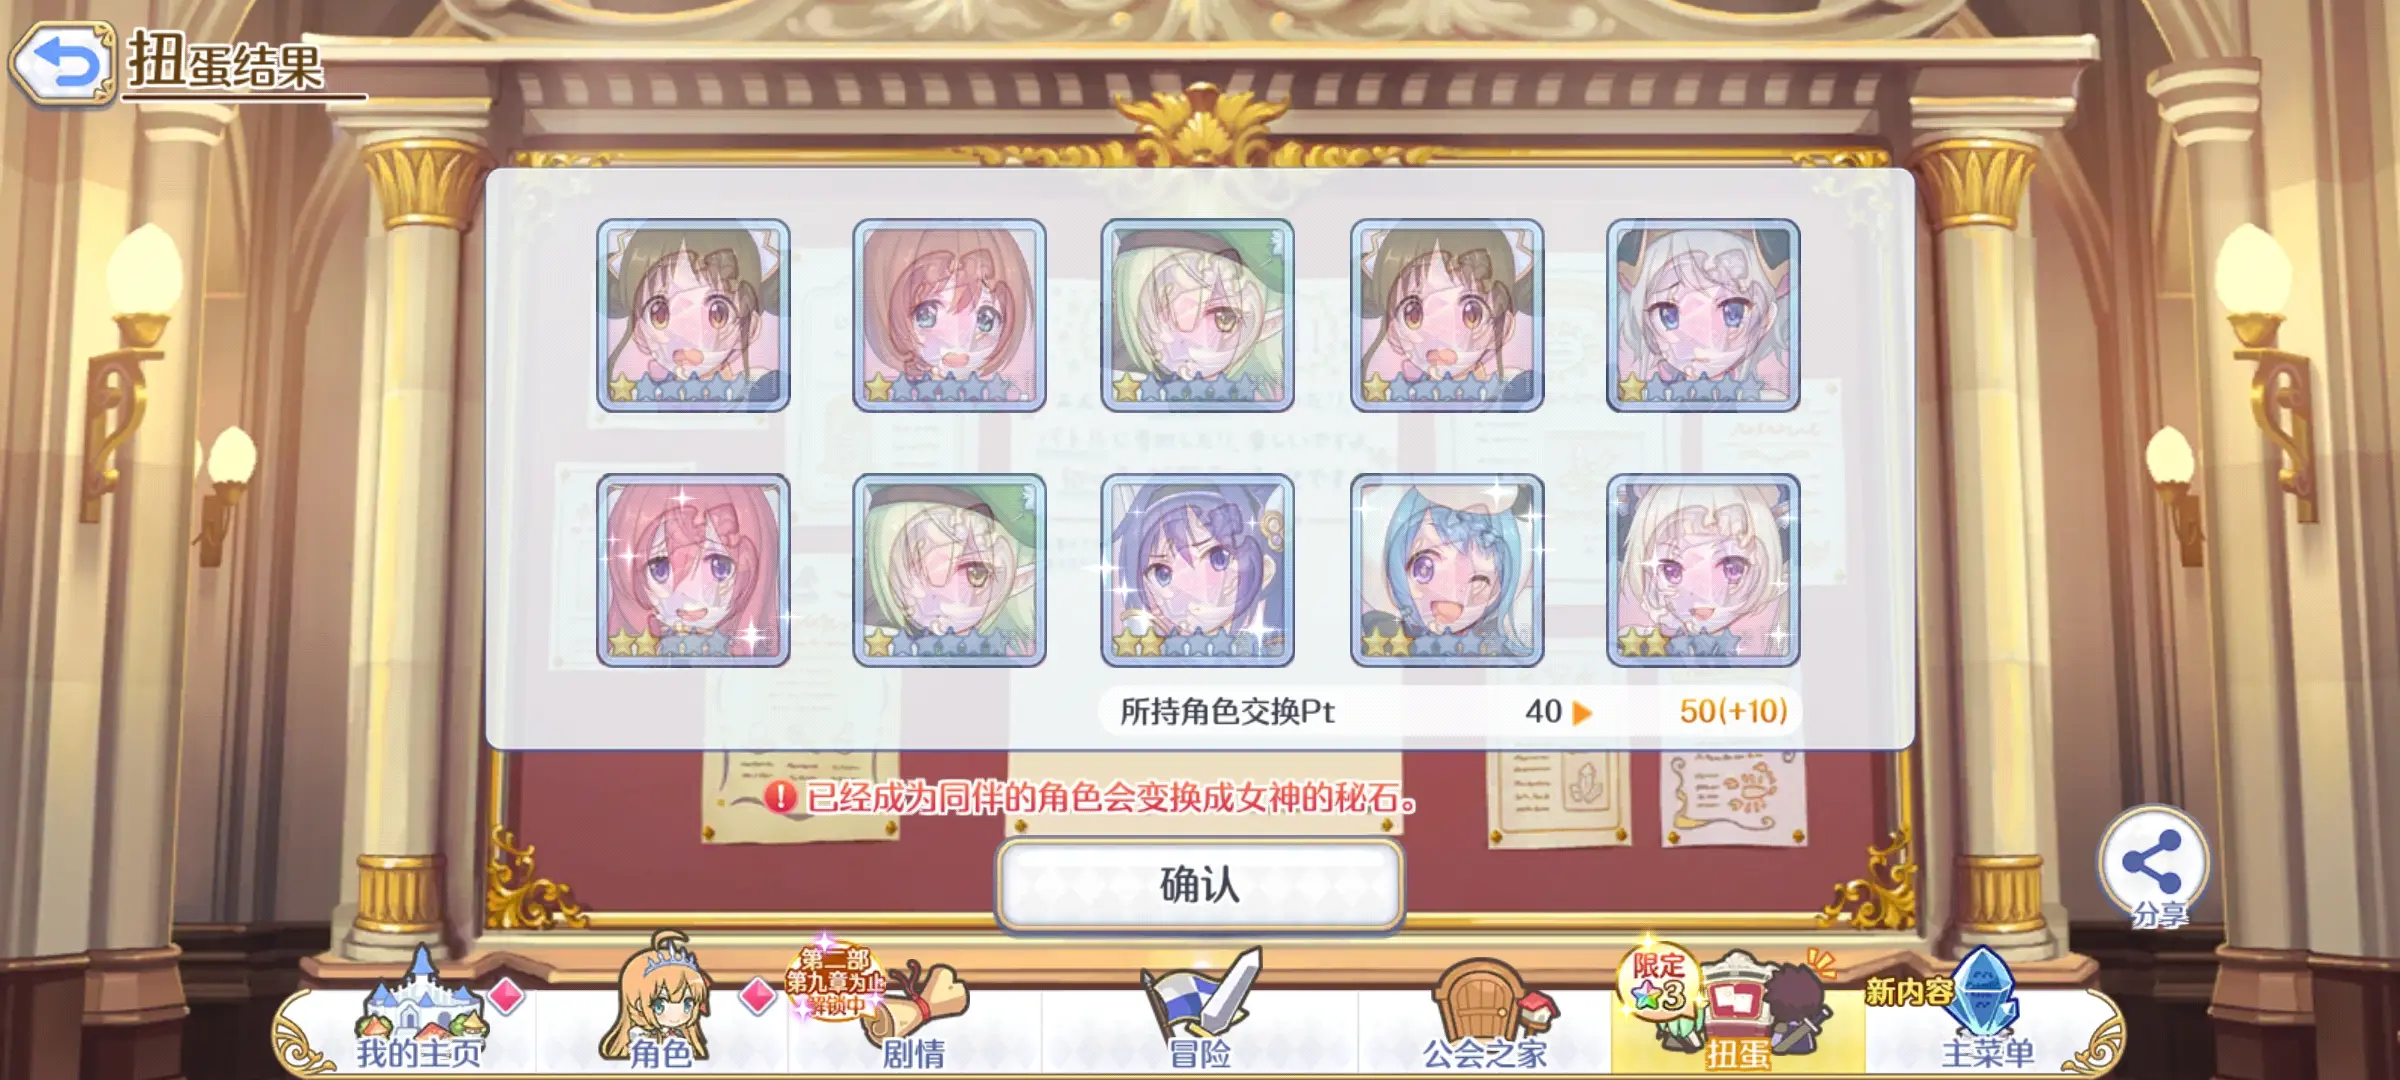 扭蛋结果
所持角色交换Pt 40 50(+10)
已经成为同伴的角色会变换成女神的秘石。
确认
分享
第二部
第九章为止
解锁中
限定
3
新内容
我的主页
角色
剧情
冒险
公会之家
扭蛋
主菜单